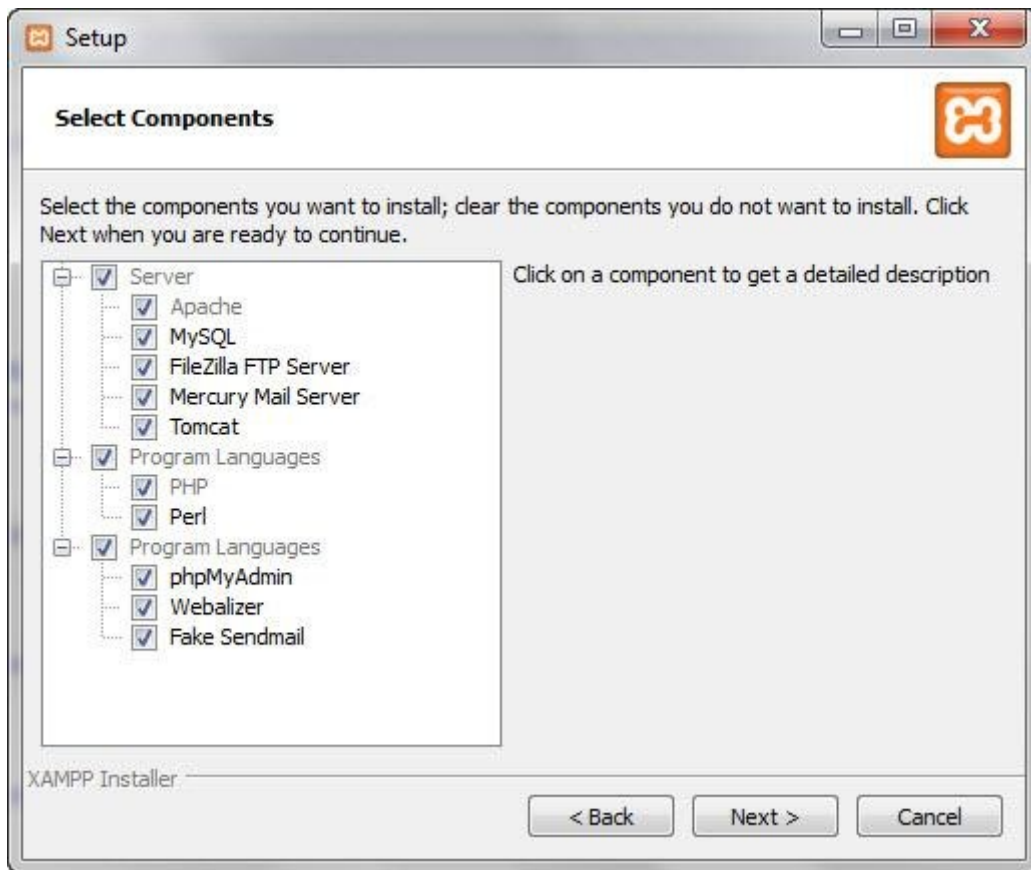 Setup
Select Components
Select the components you want to install; clear the components you do not want to install. Click
Next when you are ready to continue.
Server
Apache
MySQL
FileZilla FTP Server
Mercury Mail Server
Tomcat
Program Languages
PHP
Perl
Program Languages
phpMyAdmin
Webalizer
Fake Sendmail
Click on a component to get a detailed description
XAMPP Installer
< Back
Next >
Cancel